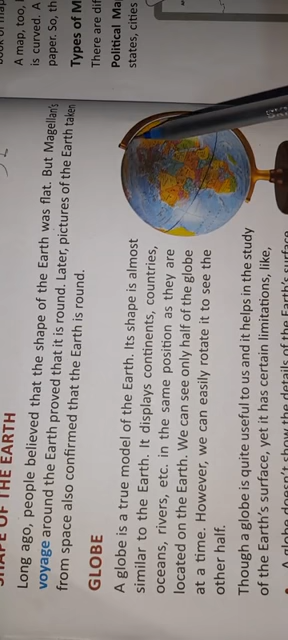 SHAPE OF THE EARTH
Long ago, people believed that the shape of the Earth was flat. But Magellan's
voyage around the Earth proved that it is round. Later, pictures of the Earth taken
from space also confirmed that the Earth is round.
GLOBE
A globe is a true model of the Earth. Its shape is almost
similar to the Earth. It displays continents, countries,
oceans, rivers, etc. in the same position as they are
located on the Earth. We can see only half of the globe
at a time. However, we can easily rotate it to see the
other half.
Though a globe is quite useful to us and it helps in the study
of the Earth's surface, yet it has certain limitations, like,
A globe doesn't show the details of the Earth's surface
A map, too,
is curved. A
paper. So, th
Types of M
There are dif
Political Ma
states, cities